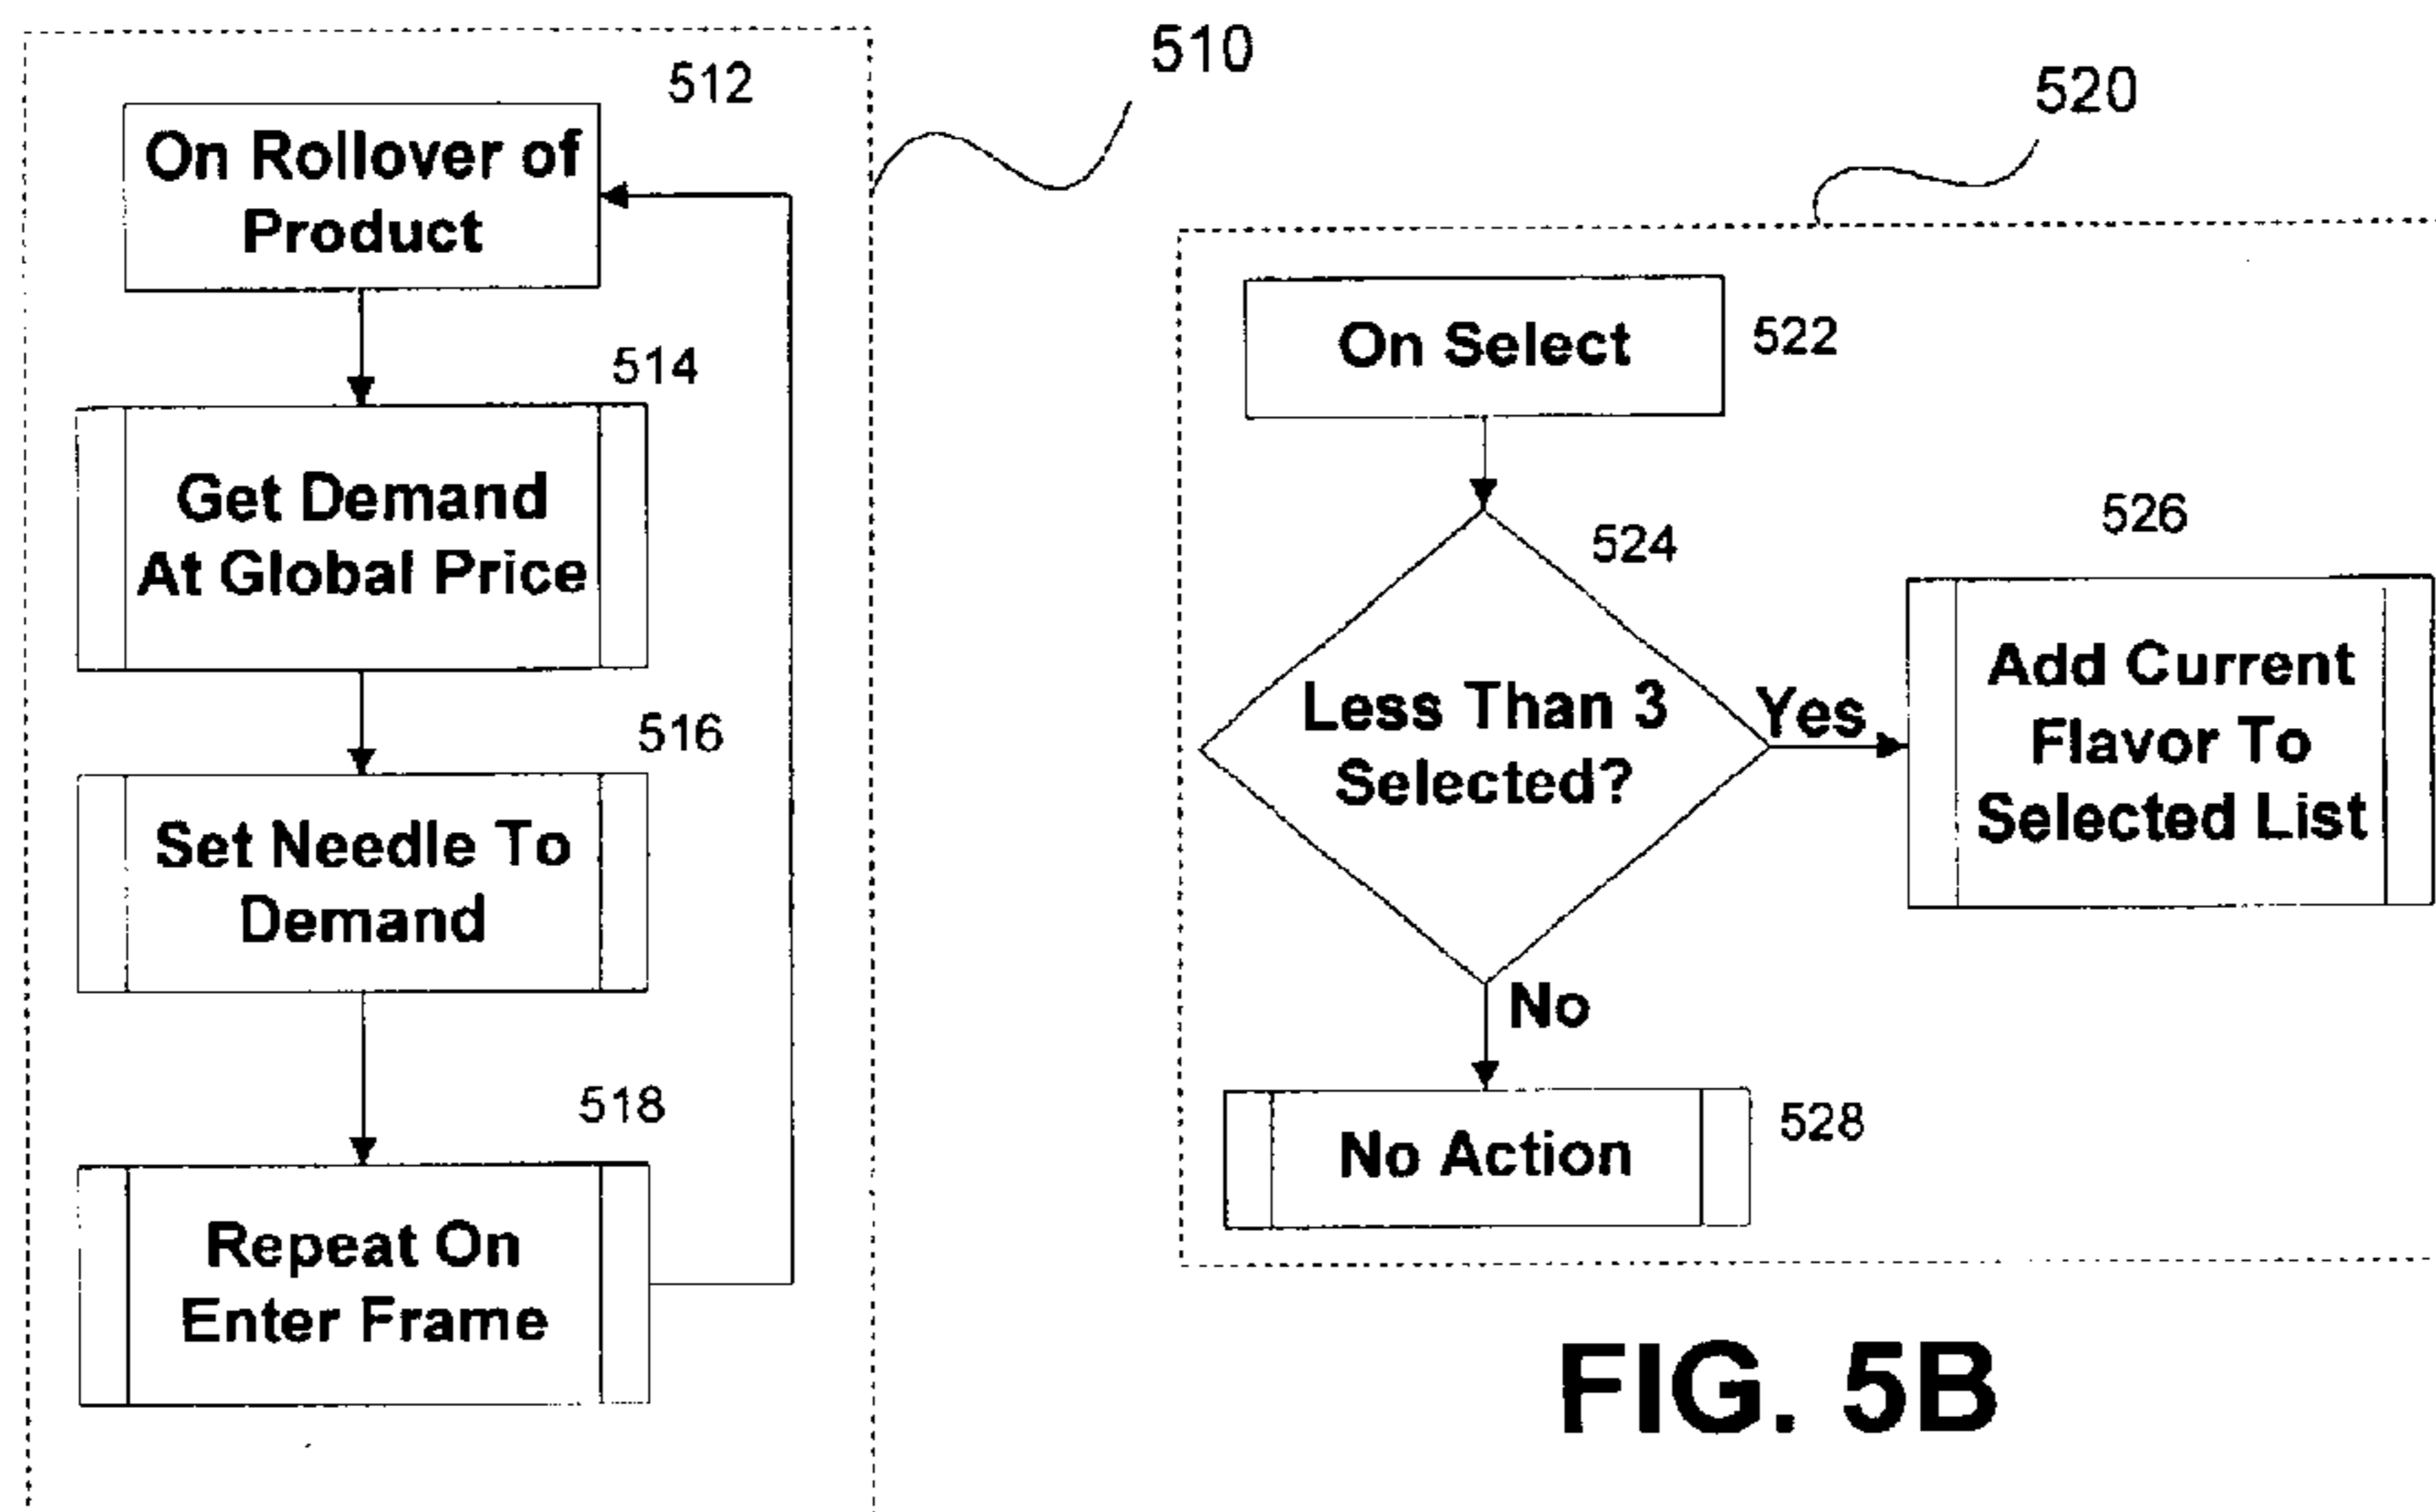 510
512
On Rollover of
Product
514
Get Demand
At Global Price
516
Set Needle To
Demand
518
Repeat On
Enter Frame
520
On Select
522
524
Less Than 3
Selected?
Yes
526
Add Current
Flavor To
Selected List
No
No Action
528
FIG. 5B